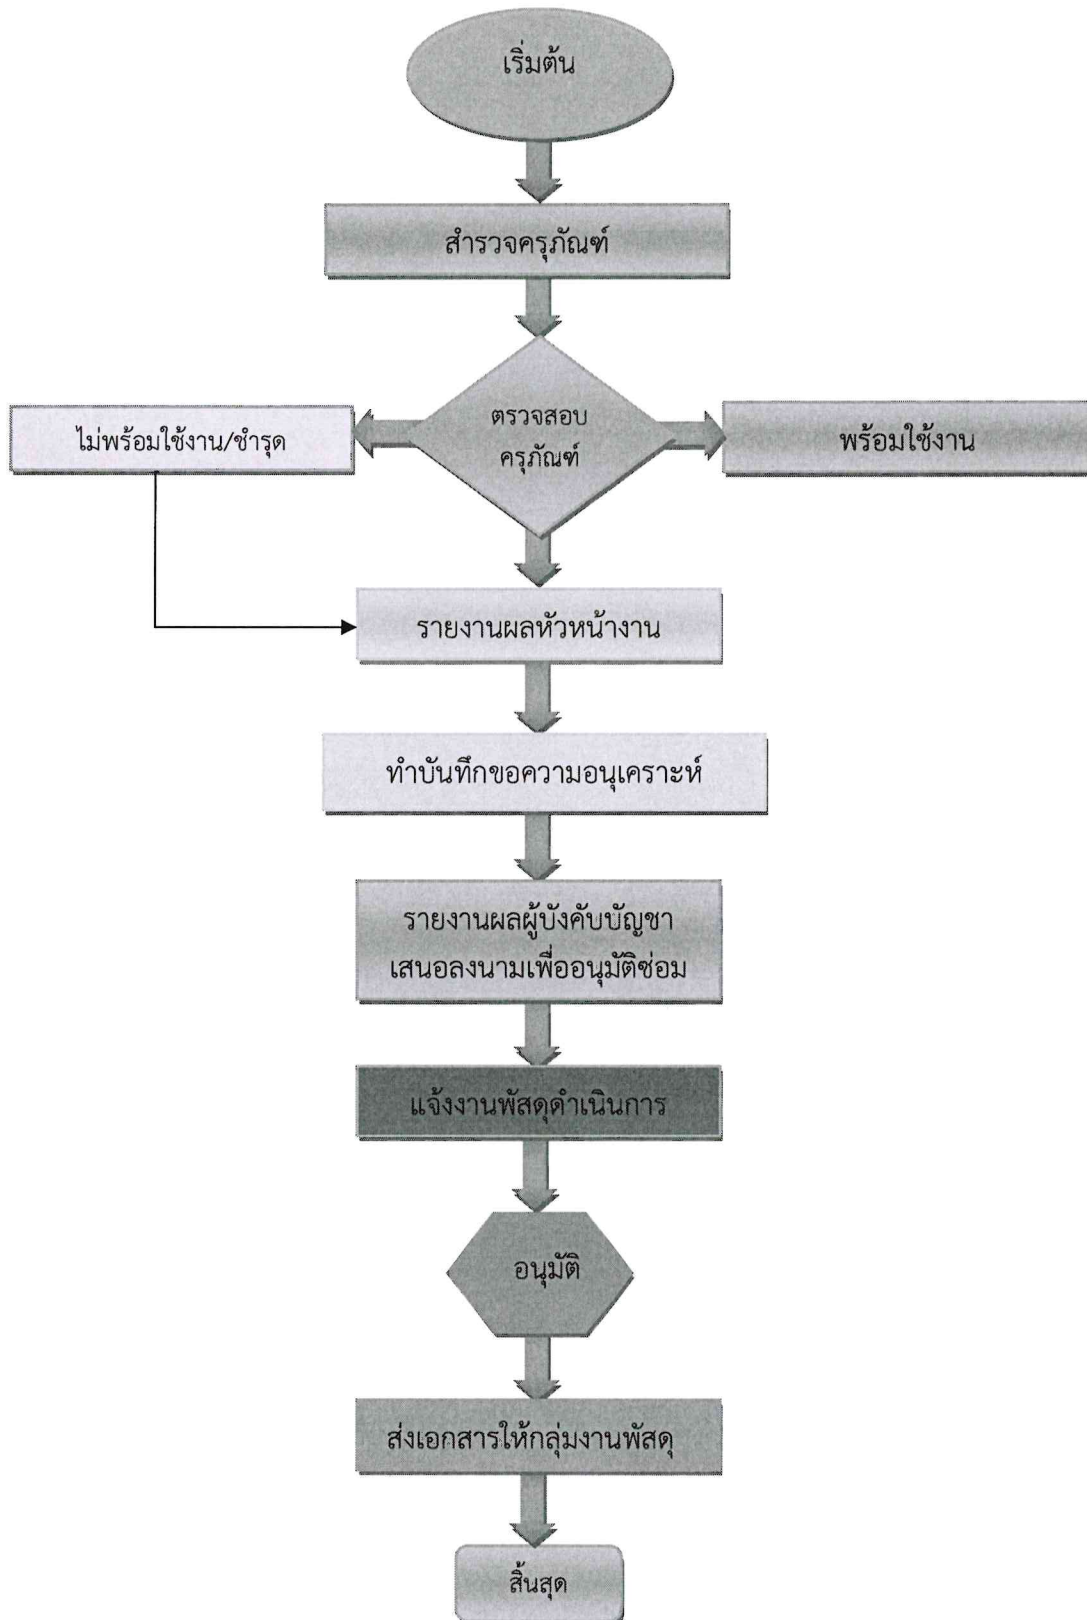 เริ่มต้น
สำรวจครุภัณฑ์
ตรวจสอบ
ครุภัณฑ์
ไม่พร้อมใช้งาน/ชำรุด
พร้อมใช้งาน
รายงานผลหัวหน้างาน
ทำบันทึกขอความอนุเคราะห์
รายงานผลผู้บังคับบัญชา
เสนอลงนามเพื่ออนุมัติซ่อม
แจ้งงานพัสดุดำเนินการ
อนุมัติ
ส่งเอกสารให้กลุ่มงานพัสดุ
สิ้นสุด